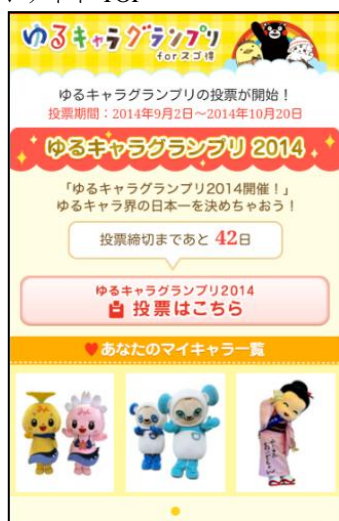 ゆるキャラグランプリ
forスゴ得
ゆるキャラグランプリの投票が開始！
投票期間：2014年9月2日～2014年10月20日
ゆるキャラグランプリ 2014
「ゆるキャラグランプリ2014開催！」
ゆるキャラ界の日本一を決めちゃおう！
投票締切まであと 42日
ゆるキャラグランプリ2014
投票はこちら
あなたのマイキャラ一覧